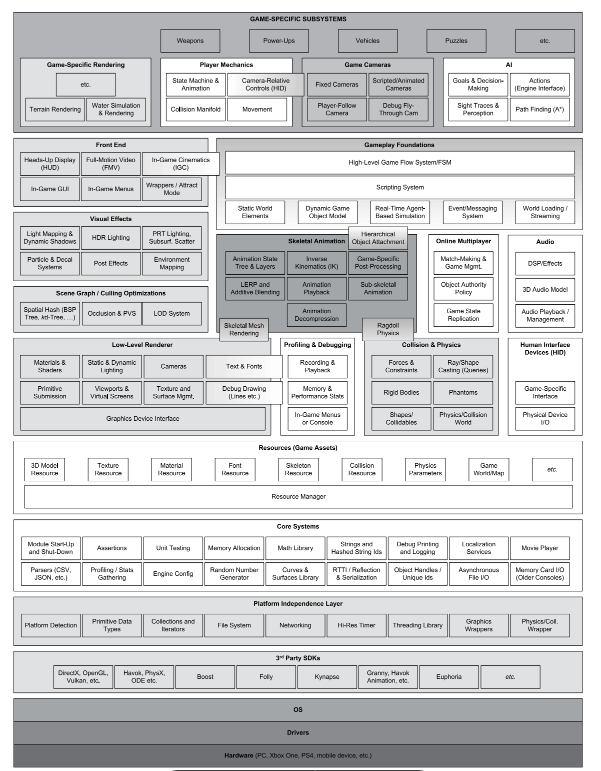 GAME-SPECIFIC SUBSYSTEMS
Weapons
Power-Ups
Vehicles
Puzzles
etc.
Game-Specific Rendering
etc.
Terrain Rendering
Water Simulation
& Rendering
Player Mechanics
State Machine &
Animation
Camera-Relative
Controls (HID)
Collision Manifold
Movement
Game Cameras
Fixed Cameras
Scripted/Animated
Cameras
Player-Follow
Camera
Debug Fly-
Through Cam
AI
Goals & Decision-
Making
Actions
(Engine Interface)
Sight Traces &
Perception
Path Finding (A*)
Front End
Heads-Up Display
(HUD)
Full-Motion Video
(FMV)
In-Game Cinematics
(IGC)
In-Game GUI
In-Game Menus
Wrappers / Attract
Mode
Gameplay Foundations
High-Level Game Flow System/FSM
Scripting System
Static World
Elements
Dynamic Game
Object Model
Real-Time Agent-
Based Simulation
Event/Messaging
System
World Loading /
Streaming
Visual Effects
Light Mapping &
Dynamic Shadows
HDR Lighting
PRT Lighting,
Subsurf. Scatter
Particle & Decal
Systems
Post Effects
Environment
Mapping
Hierarchical
Object Attachment
Skeletal Animation
Animation State
Tree & Layers
Inverse
Kinematics (IK)
Game-Specific
Post-Processing
LERP and
Additive Blending
Animation
Playback
Sub-skeletal
Animation
Animation
Decompression
Skeletal Mesh
Rendering
Ragdoll
Physics
Online Multiplayer
Match-Making &
Game Mgmt.
Object Authority
Policy
Game State
Replication
Audio
DSP/Effects
3D Audio Model
Audio Playback /
Management
Scene Graph / Culling Optimizations
Spatial Hash (BSP
Tree, kd-Tree, …)
Occlusion & PVS
LOD System
Low-Level Renderer
Materials &
Shaders
Static & Dynamic
Lighting
Cameras
Text & Fonts
Primitive
Submission
Viewports &
Virtual Screens
Texture and
Surface Mgmt.
Debug Drawing
(Lines etc.)
Graphics Device Interface
Profiling & Debugging
Recording &
Playback
Memory &
Performance Stats
In-Game Menus
or Console
Collision & Physics
Forces &
Constraints
Ray/Shape
Casting (Queries)
Rigid Bodies
Phantoms
Shapes/
Collidables
Physics/Collision
World
Human Interface
Devices (HID)
Game-Specific
Interface
Physical Device
I/O
Resources (Game Assets)
3D Model
Resource
Texture
Resource
Material
Resource
Font
Resource
Skeleton
Resource
Collision
Resource
Physics
Parameters
Game
World/Map
etc.
Resource Manager
Core Systems
Module Start-Up
and Shut-Down
Assertions
Unit Testing
Memory Allocation
Math Library
Strings and
Hashed String Ids
Debug Printing
and Logging
Localization
Services
Movie Player
Parsers (CSV,
JSON, etc.)
Profiling / Stats
Gathering
Engine Config
Random Number
Generator
Curves &
Surfaces Library
RTTI / Reflection
& Serialization
Object Handles /
Unique Ids
Asynchronous
File I/O
Memory Card I/O
(Older Consoles)
Platform Independence Layer
Platform Detection
Primitive Data
Types
Collections and
Iterators
File System
Networking
Hi-Res Timer
Threading Library
Graphics
Wrappers
Physics/Coll.
Wrapper
3rd Party SDKs
DirectX, OpenGL,
Vulkan, etc.
Havok, PhysX,
ODE etc.
Boost
Folly
Kynapse
Granny, Havok
Animation, etc.
Euphoria
etc.
OS
Drivers
Hardware (PC, Xbox One, PS4, mobile device, etc.)